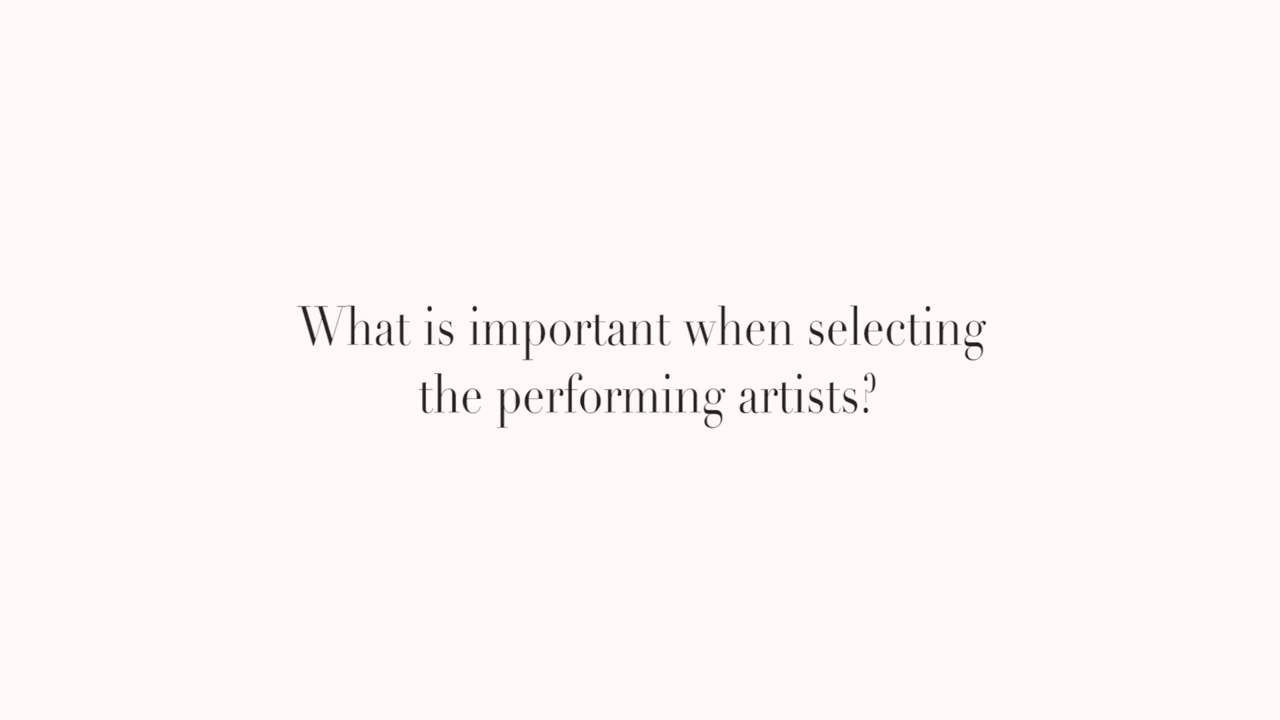 What is important when selecting
the performing artists?